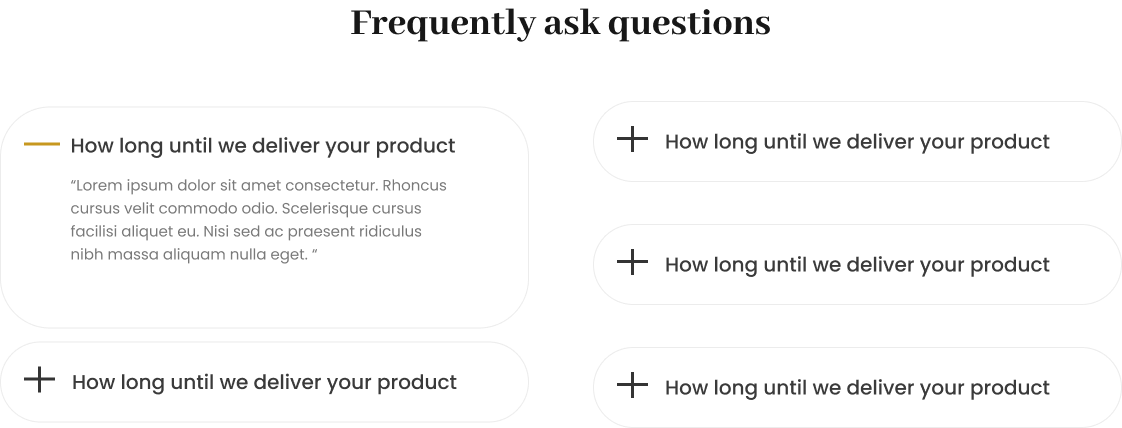 Frequently ask questions
How long until we deliver your product
“Lorem ipsum dolor sit amet consectetur. Rhoncus
cursus velit commodo odio. Scelerisque cursus
facilisi aliquet eu. Nisi sed ac praesent ridiculus
nibh massa aliquam nulla eget. ”
How long until we deliver your product
How long until we deliver your product
How long until we deliver your product
How long until we deliver your product